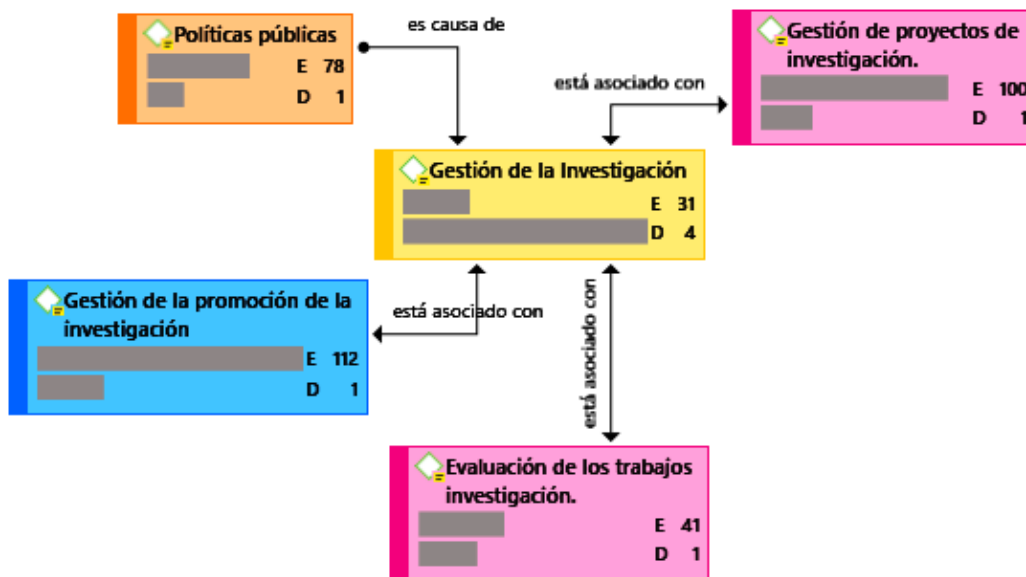 Políticas públicas
E 78
D 1
es causa de
Gestión de proyectos de
investigación.
E 100
D 1
está asociado con
Gestión de la Investigación
E 31
D 4
Gestión de la promoción de la
investigación
E 112
D 1
está asociado con
está asociado con
Evaluación de los trabajos
investigación.
E 41
D 1